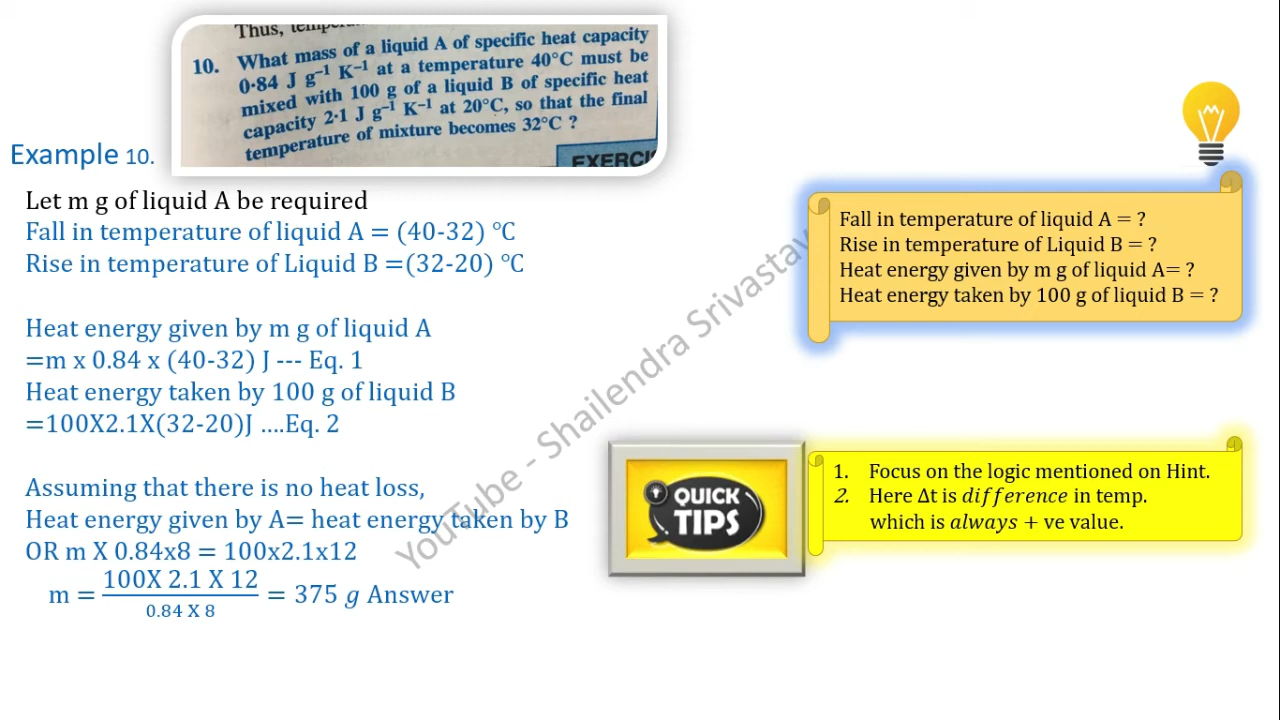 Thus,
10. What mass of a liquid A of specific heat capacity
0·84 J g⁻¹ K⁻¹ at a temperature 40°C must be
mixed with 100 g of a liquid B of specific heat
capacity 2·1 J g⁻¹ K⁻¹ at 20°C, so that the final
temperature of mixture becomes 32°C ?
Example 10.
Let m g of liquid A be required
Fall in temperature of liquid A = (40-32) °C
Rise in temperature of Liquid B =(32-20) °C
Heat energy given by m g of liquid A
=m x 0.84 x (40-32) J --- Eq. 1
Heat energy taken by 100 g of liquid B
=100X2.1X(32-20)J ....Eq. 2
Assuming that there is no heat loss,
Heat energy given by A= heat energy taken by B
OR m X 0.84x8 = 100x2.1x12
m = 100X 2.1 X 12 / 0.84 X 8 = 375 g Answer
Fall in temperature of liquid A = ?
Rise in temperature of Liquid B = ?
Heat energy given by m g of liquid A= ?
Heat energy taken by 100 g of liquid B = ?
QUICK
TIPS
1. Focus on the logic mentioned on Hint.
2. Here Δt is difference in temp.
which is always + ve value.
YouTube - Shailendra Srivastav